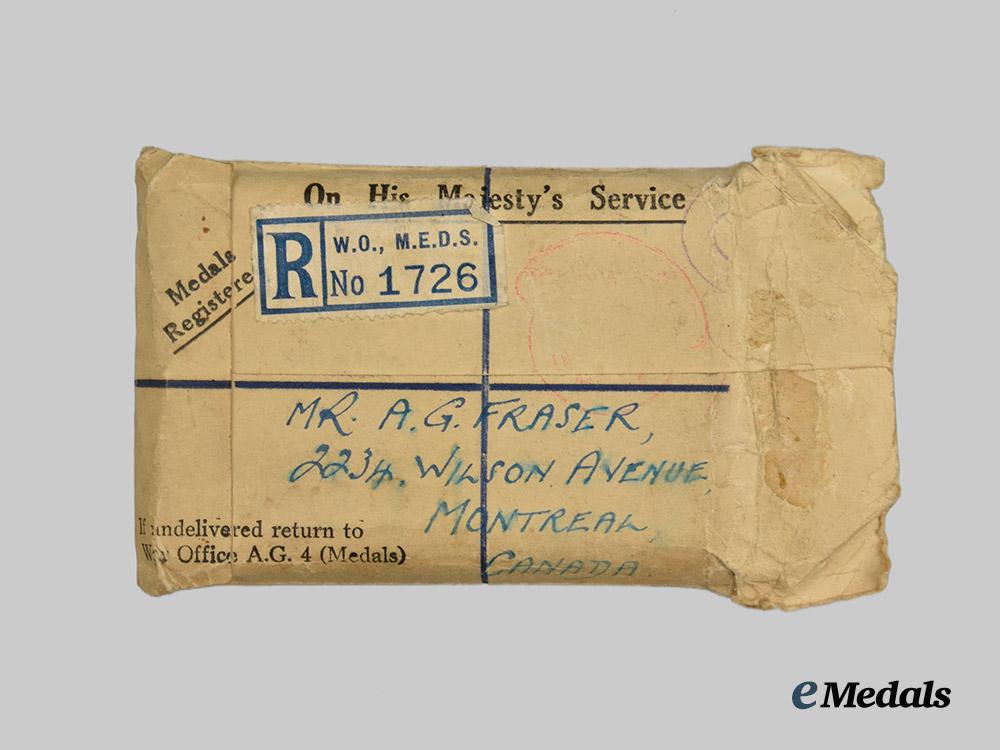 On His Majesty's Service
Medals
Registere
R
W.O., M.E.D.S.
No 1726
MR. A.G. FRASER,
2234, WILSON AVENUE,
MONTREAL,
CANADA.
If undelivered return to
War Office A.G. 4 (Medals)
eMedals